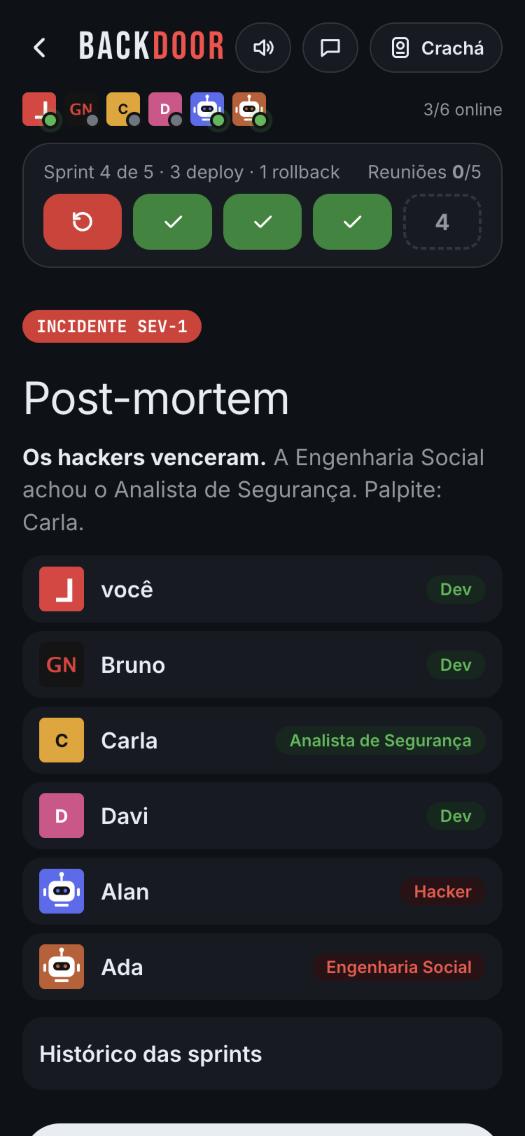 BACKDOOR
Crachá
GN
C
D
3/6 online
Sprint 4 de 5 · 3 deploy · 1 rollback
Reuniões 0/5
4
INCIDENTE SEV-1
Post-mortem
Os hackers venceram. A Engenharia Social
achou o Analista de Segurança. Palpite:
Carla.
você
Dev
GN
Bruno
Dev
C
Carla
Analista de Segurança
D
Davi
Dev
Alan
Hacker
Ada
Engenharia Social
Histórico das sprints